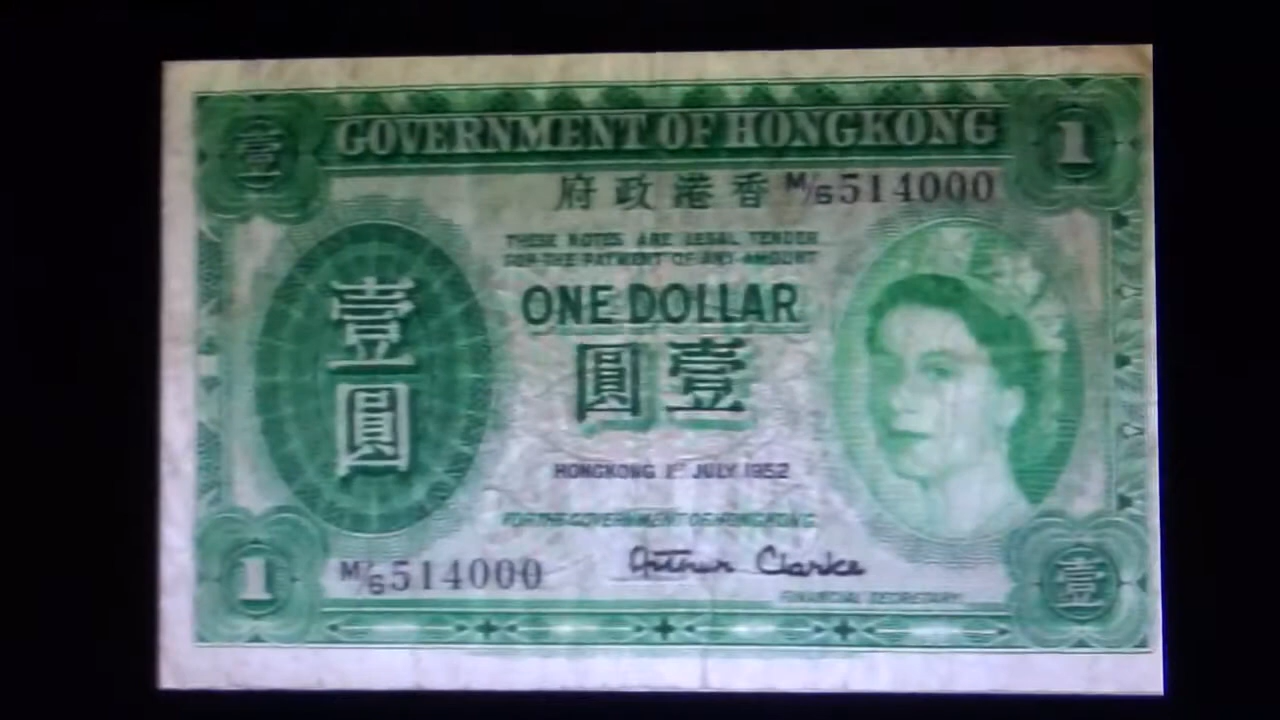 壹
GOVERNMENT OF HONGKONG
1
府政港香 M/6 514000
THESE NOTES ARE LEGAL TENDER
FOR THE PAYMENT OF ANY AMOUNT
ONE DOLLAR
圓壹
壹圓
HONGKONG 1ST JULY 1952
FOR THE GOVERNMENT OF HONGKONG
1
M/6 514000
Arthur Clarke
FINANCIAL SECRETARY
壹